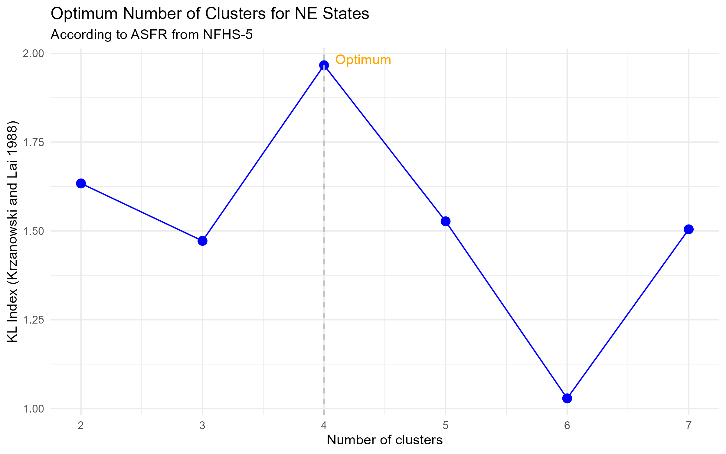 Optimum Number of Clusters for NE States
According to ASFR from NFHS-5
KL Index (Krzanowski and Lai 1988)
2.00
1.75
1.50
1.25
1.00
Optimum
2 3 4 5 6 7
Number of clusters